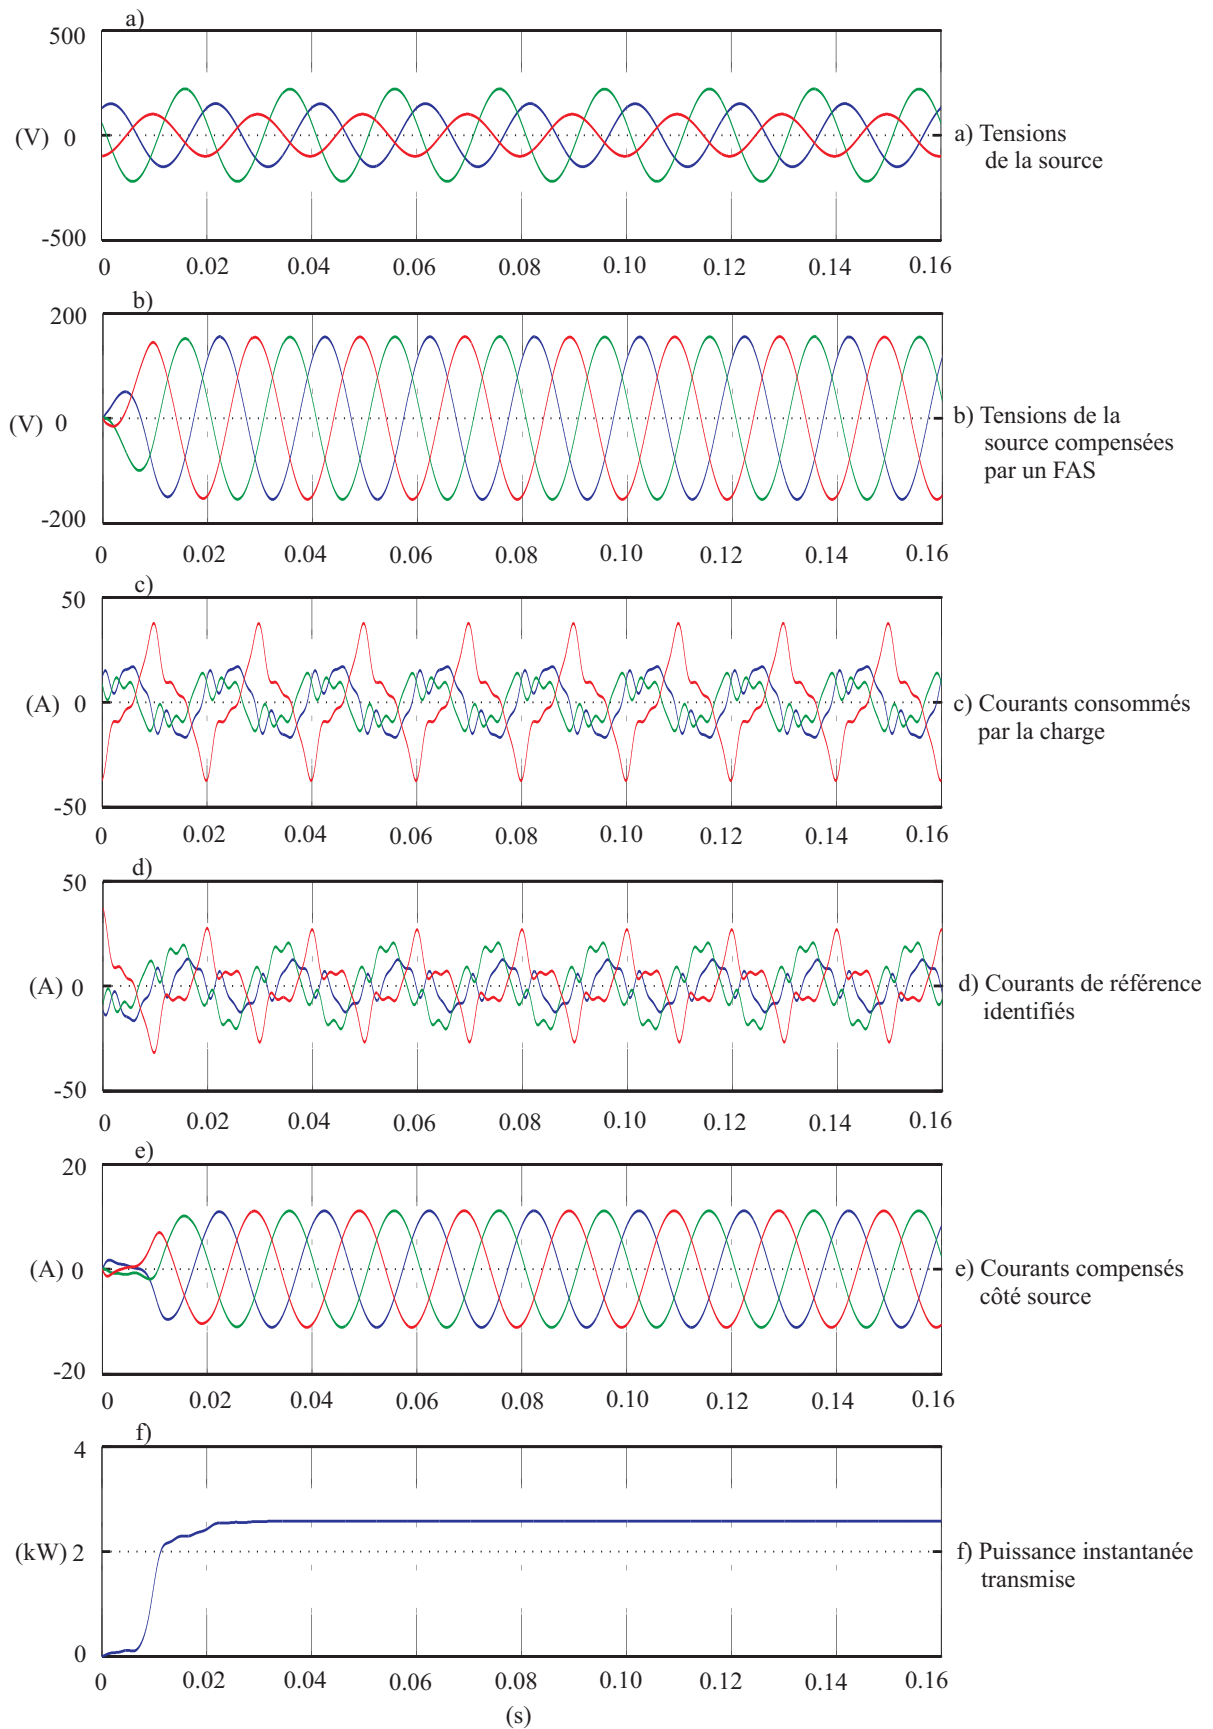 a)
500
(V) 0
-500
a) Tensions
de la source
0 0.02 0.04 0.06 0.08 0.10 0.12 0.14 0.16
b)
200
(V) 0
-200
b) Tensions de la
source compensées
par un FAS
0 0.02 0.04 0.06 0.08 0.10 0.12 0.14 0.16
c)
50
(A) 0
-50
c) Courants consommés
par la charge
0 0.02 0.04 0.06 0.08 0.10 0.12 0.14 0.16
d)
50
(A) 0
-50
d) Courants de référence
identifiés
0 0.02 0.04 0.06 0.08 0.10 0.12 0.14 0.16
e)
20
(A) 0
-20
e) Courants compensés
côté source
0 0.02 0.04 0.06 0.08 0.10 0.12 0.14 0.16
f)
4
(kW) 2
0
f) Puissance instantanée
transmise
0 0.02 0.04 0.06 0.08 0.10 0.12 0.14 0.16
(s)